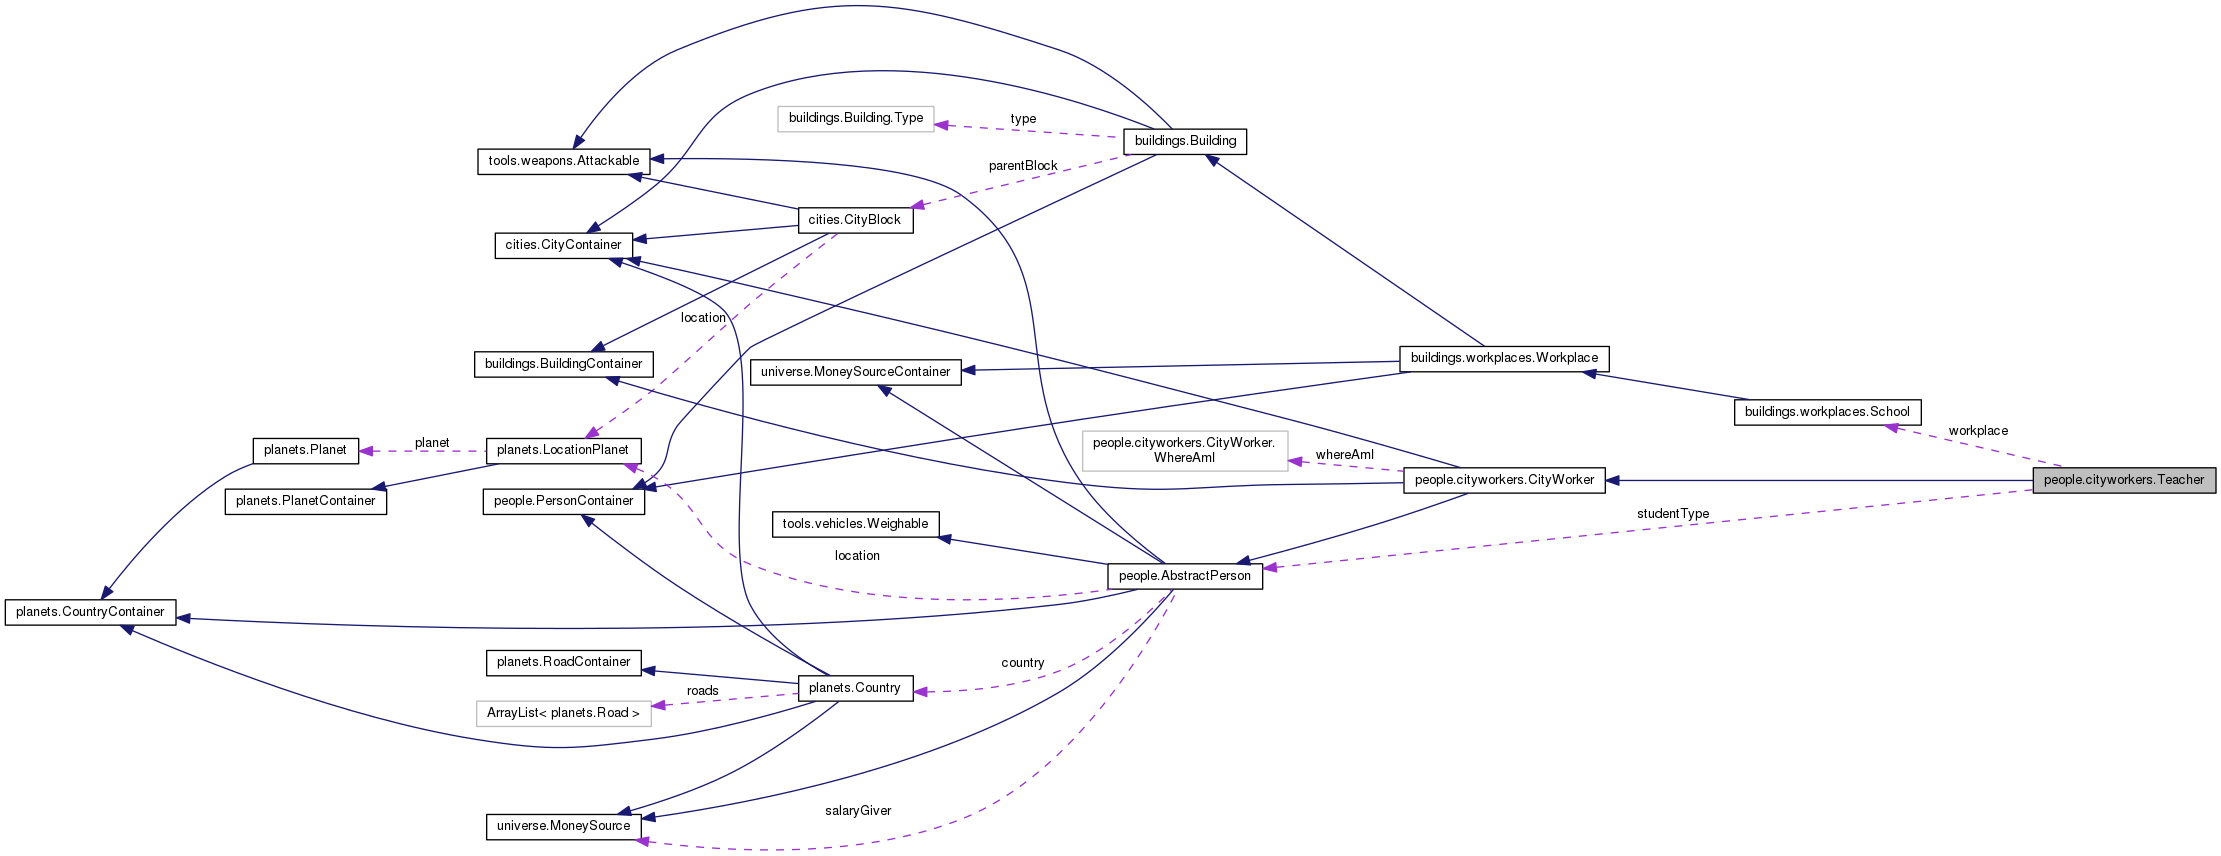 buildings.Building.Type
type
buildings.Building
tools.weapons.Attackable
parentBlock
cities.CityBlock
cities.CityContainer
location
buildings.BuildingContainer
universe.MoneySourceContainer
buildings.workplaces.Workplace
buildings.workplaces.School
workplace
planets.Planet
planet
planets.LocationPlanet
people.cityworkers.CityWorker.
WhereAmI
whereAmI
people.cityworkers.CityWorker
people.cityworkers.Teacher
planets.PlanetContainer
people.PersonContainer
studentType
tools.vehicles.Weighable
location
people.AbstractPerson
planets.CountryContainer
planets.RoadContainer
country
roads
planets.Country
ArrayList< planets.Road >
salaryGiver
universe.MoneySource